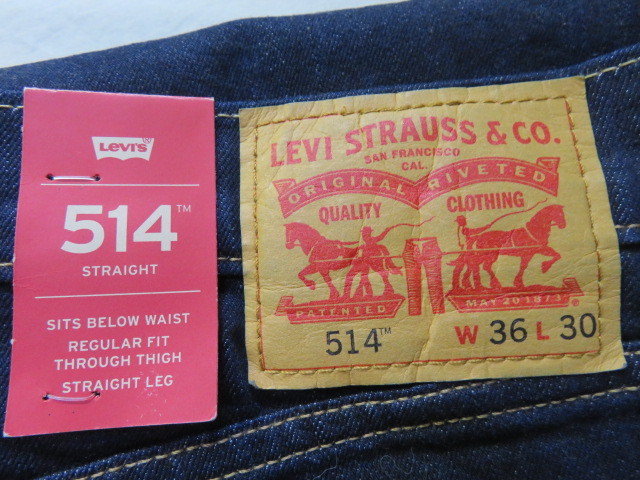 LEVI'S®
514™
STRAIGHT
SITS BELOW WAIST
REGULAR FIT
THROUGH THIGH
STRAIGHT LEG
LEVI STRAUSS & CO.
SAN FRANCISCO
CAL.
ORIGINAL RIVETED
QUALITY CLOTHING
PATENTED MAY 20 1873 ®
514™ W 36 L 30